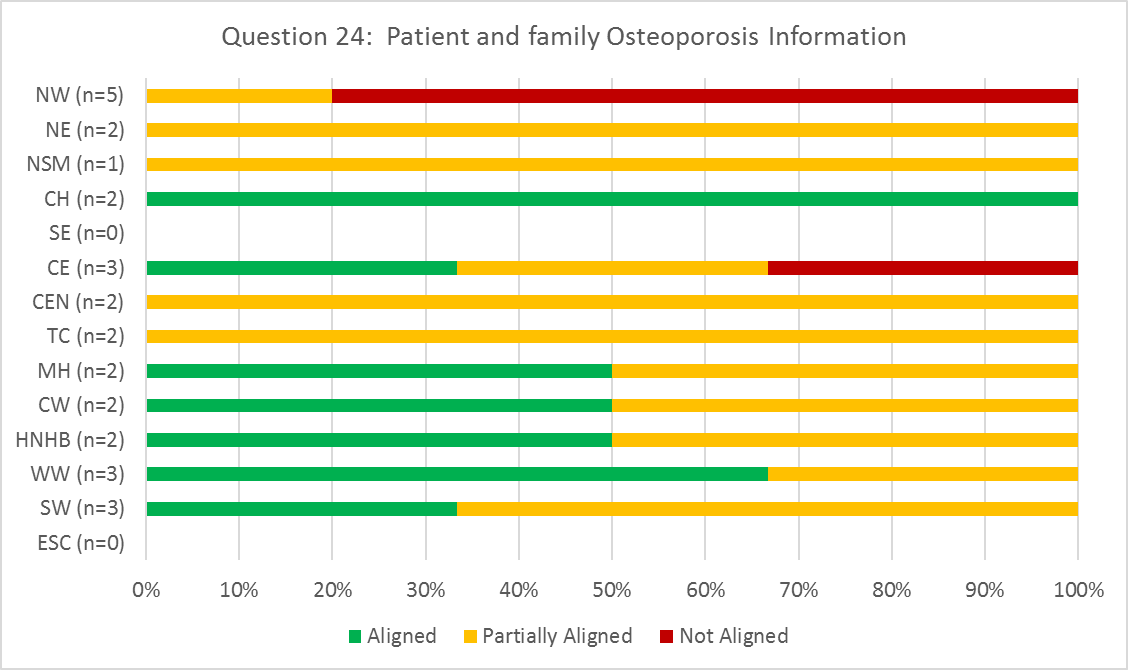 Question 24:  Patient and family Osteoporosis Information
NW (n=5)
NE (n=2)
NSM (n=1)
CH (n=2)
SE (n=0)
CE (n=3)
CEN (n=2)
TC (n=2)
MH (n=2)
CW (n=2)
HNHB (n=2)
WW (n=3)
SW (n=3)
ESC (n=0)
0% 10% 20% 30% 40% 50% 60% 70% 80% 90% 100%
Aligned Partially Aligned Not Aligned